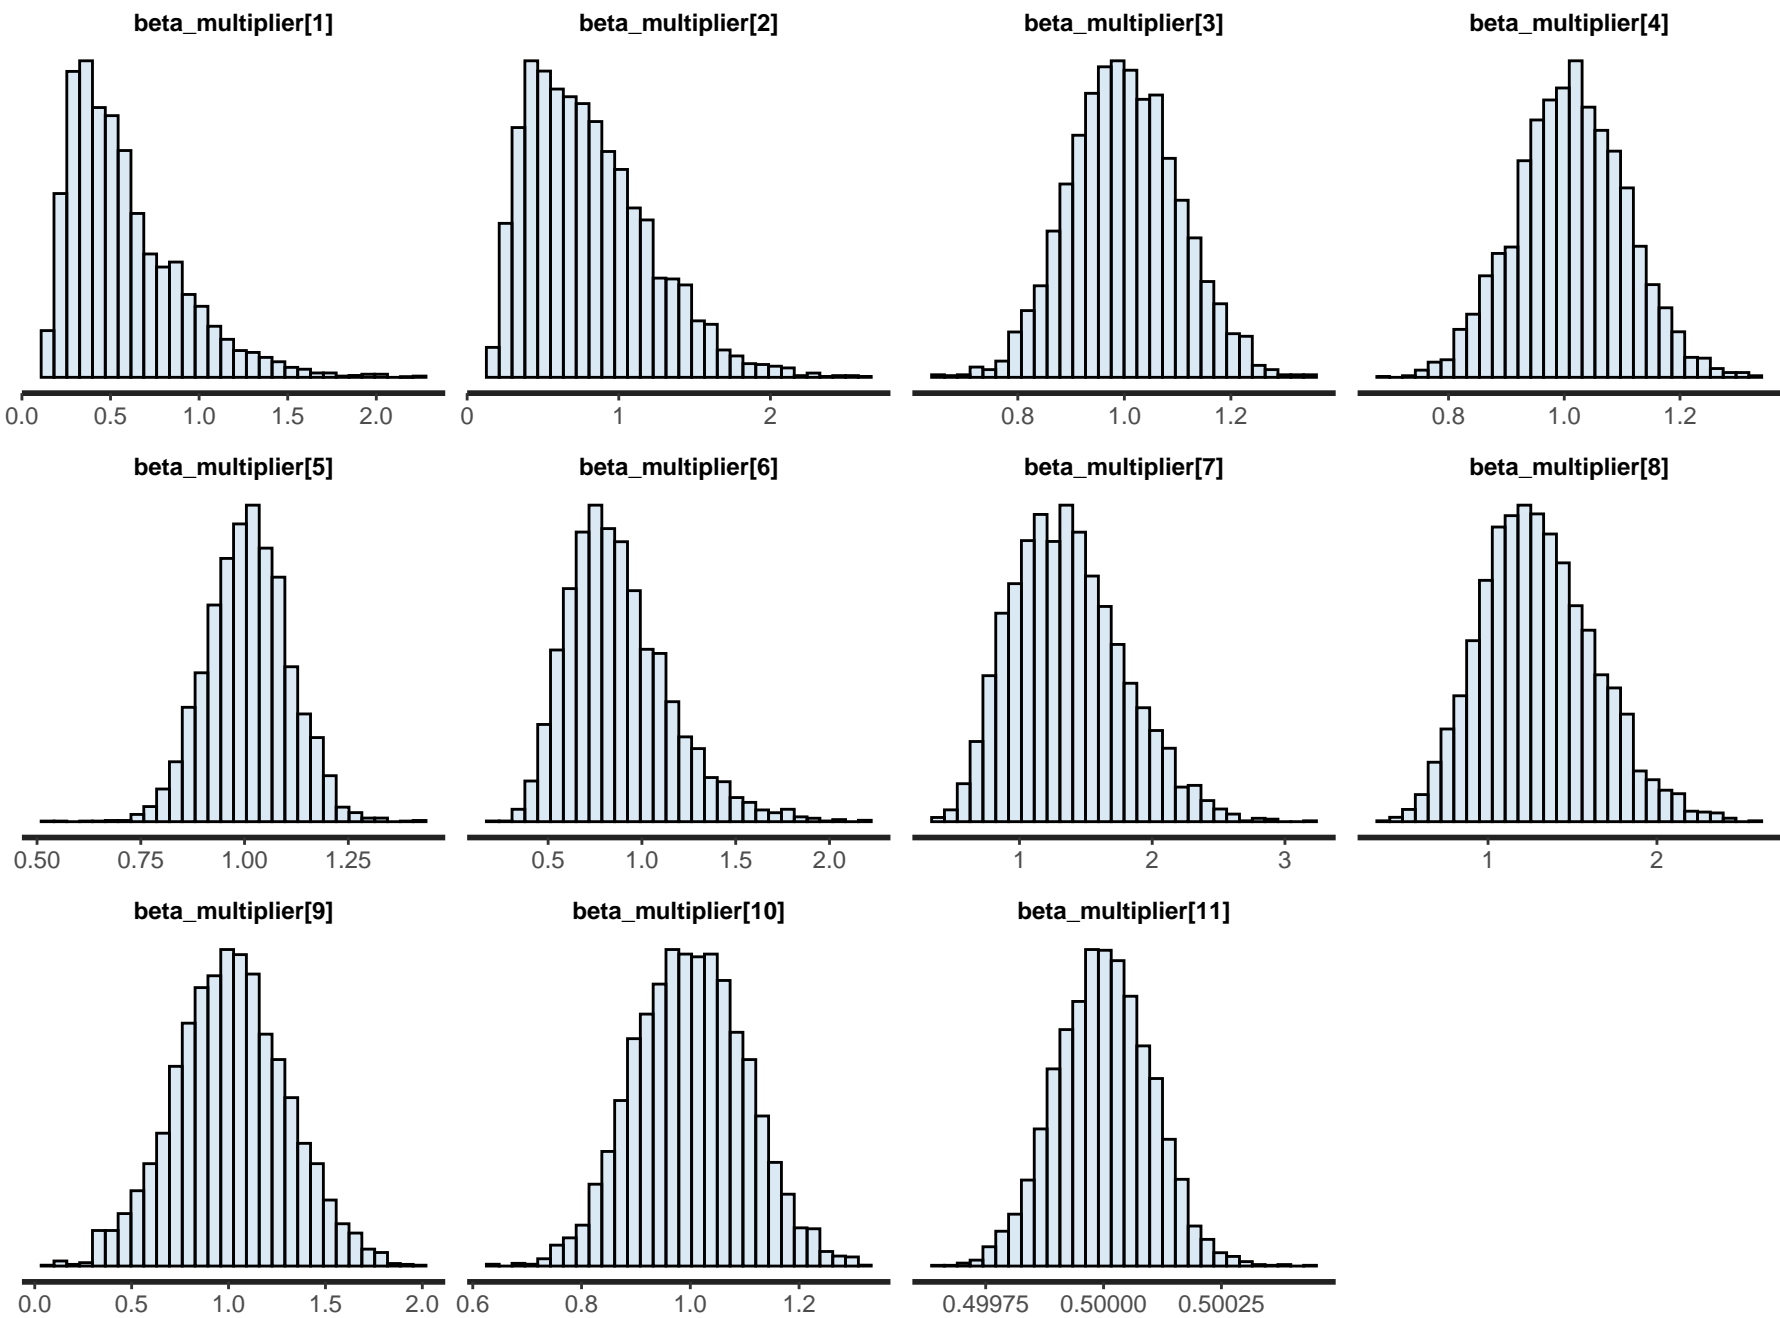 beta_multiplier[1] beta_multiplier[2] beta_multiplier[3] beta_multiplier[4]
0.0 0.5 1.0 1.5 2.0 0 1 2 0.8 1.0 1.2 0.8 1.0 1.2
beta_multiplier[5] beta_multiplier[6] beta_multiplier[7] beta_multiplier[8]
0.50 0.75 1.00 1.25 0.5 1.0 1.5 2.0 1 2 3 1 2
beta_multiplier[9] beta_multiplier[10] beta_multiplier[11]
0.0 0.5 1.0 1.5 2.0 0.6 0.8 1.0 1.2 0.49975 0.50000 0.50025